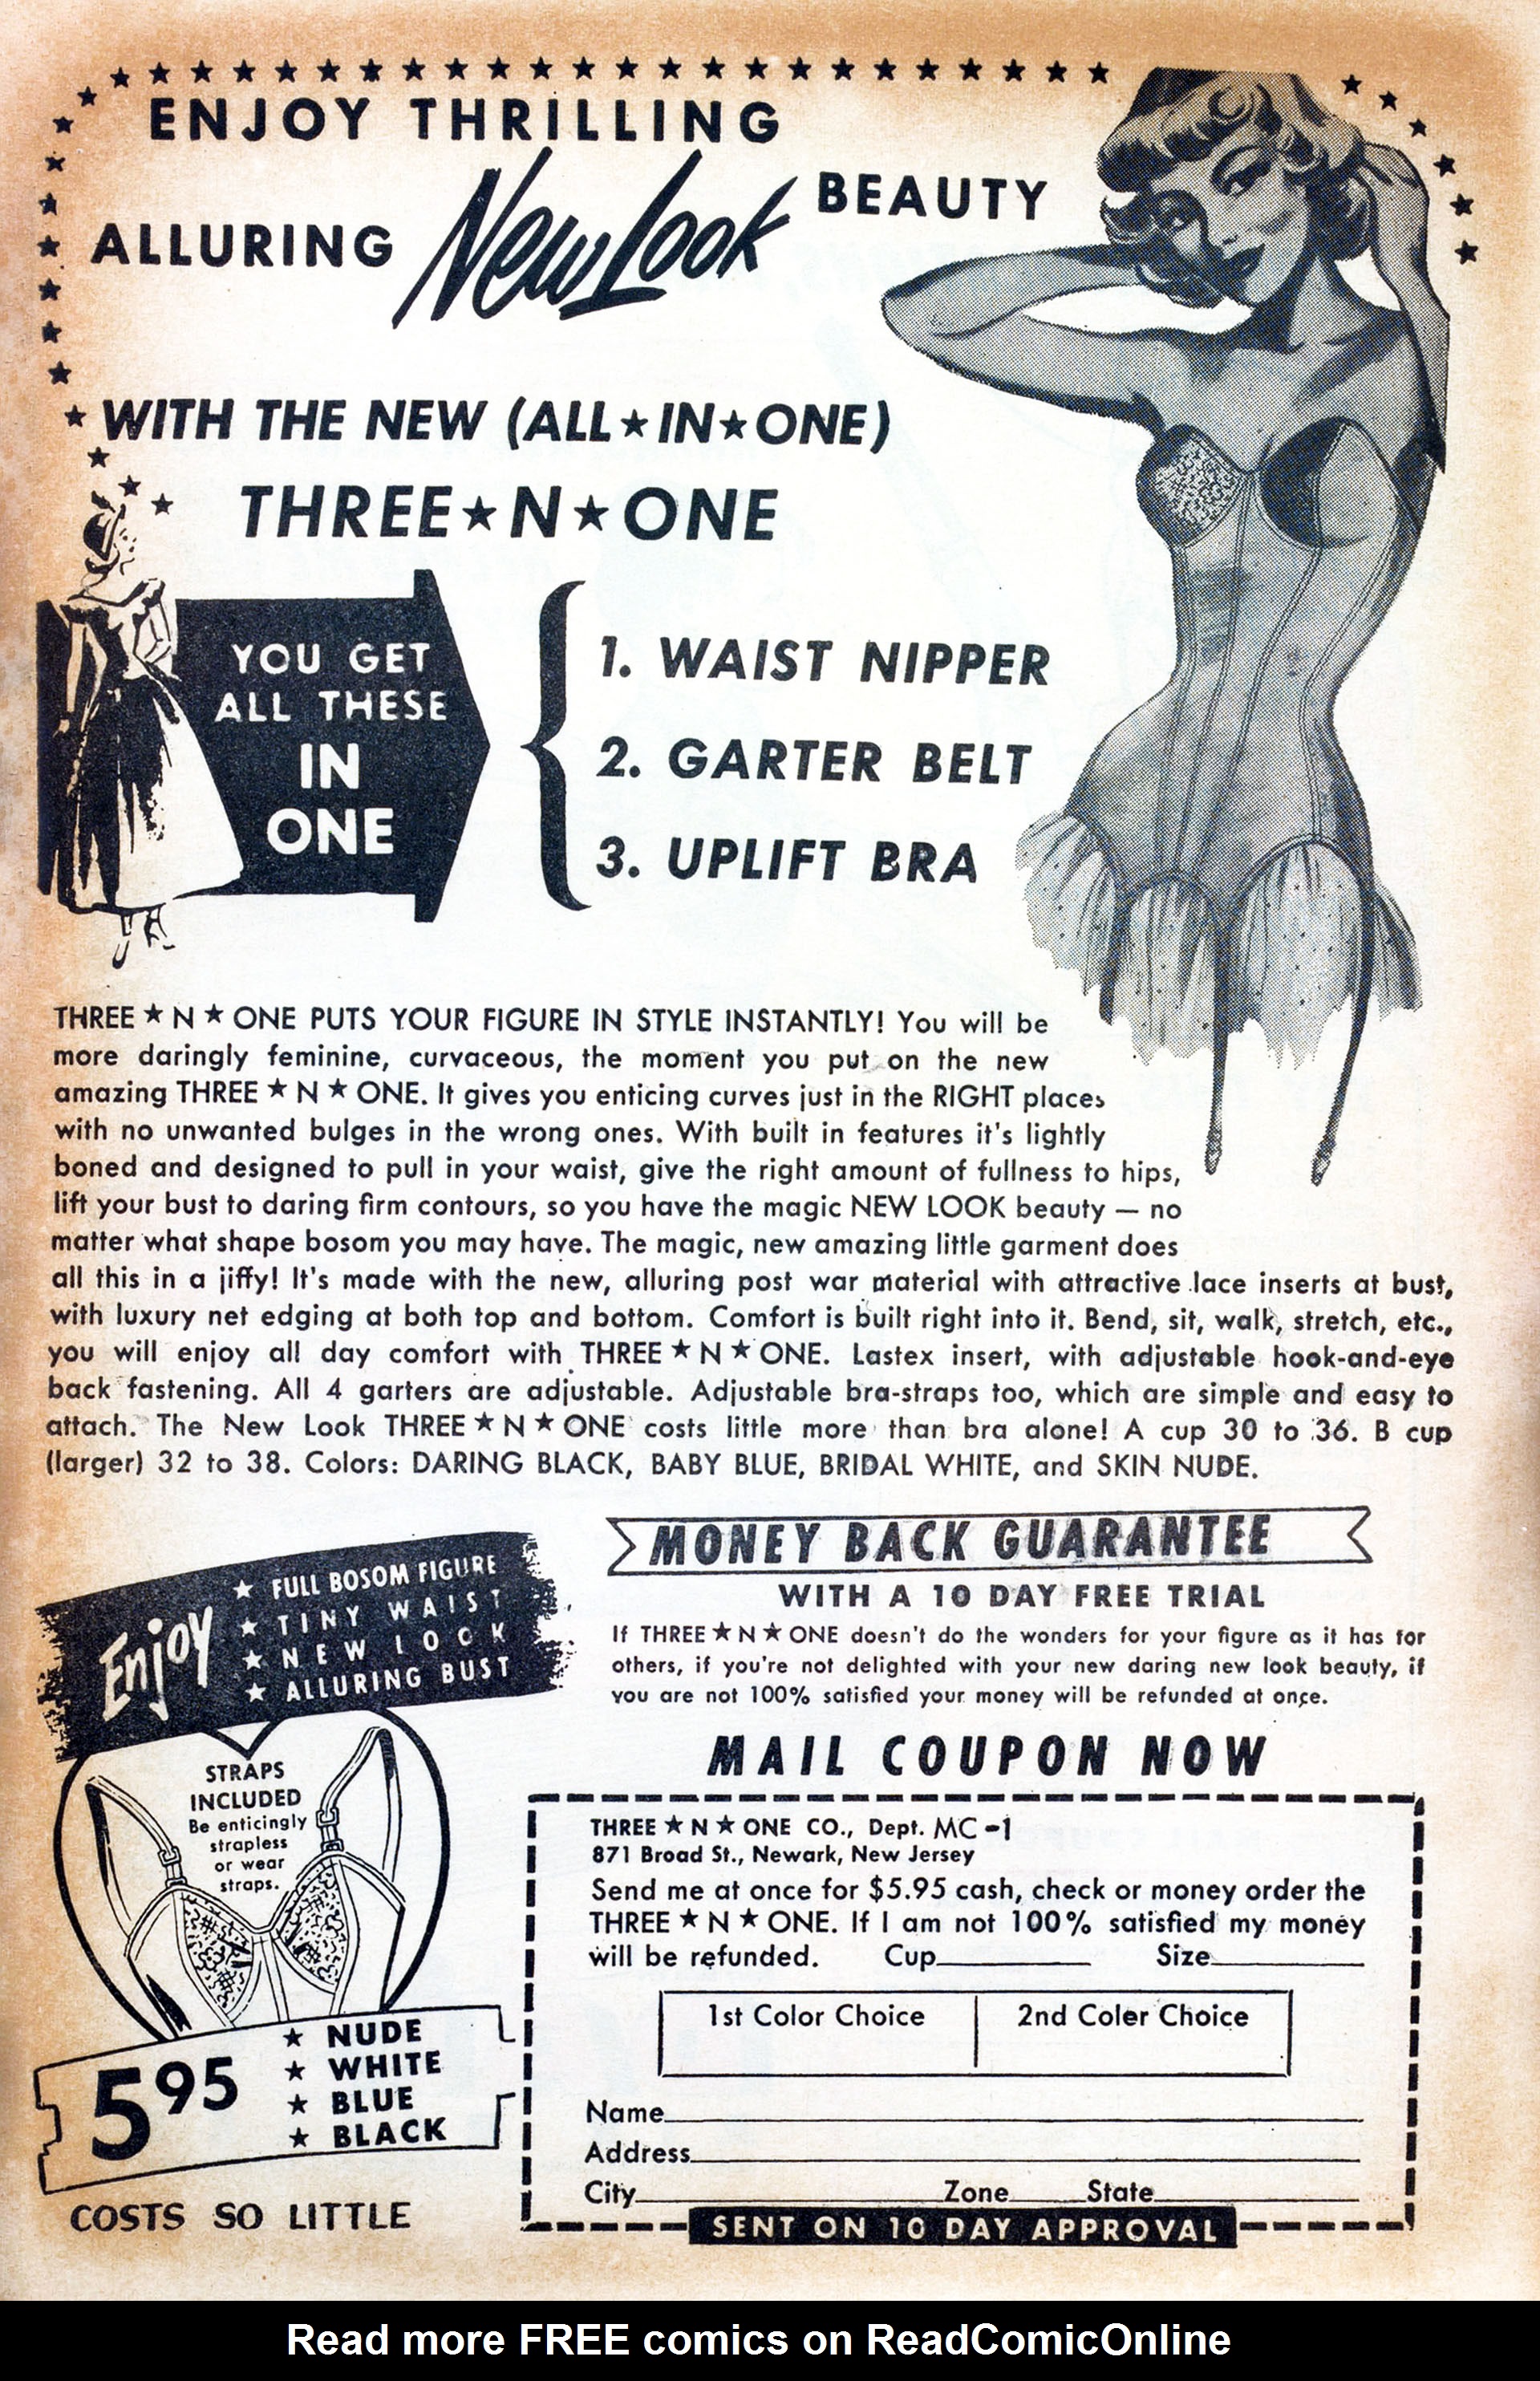 ENJOY THRILLING
ALLURING New Look BEAUTY
WITH THE NEW (ALL★IN★ONE)
THREE★N★ONE
YOU GET
ALL THESE
IN
ONE
1. WAIST NIPPER
2. GARTER BELT
3. UPLIFT BRA
THREE★N★ONE PUTS YOUR FIGURE IN STYLE INSTANTLY! You will be
more daringly feminine, curvaceous, the moment you put on the new
amazing THREE★N★ONE. It gives you enticing curves just in the RIGHT places
with no unwanted bulges in the wrong ones. With built in features it's lightly
boned and designed to pull in your waist, give the right amount of fullness to hips,
lift your bust to daring firm contours, so you have the magic NEW LOOK beauty — no
matter what shape bosom you may have. The magic, new amazing little garment does
all this in a jiffy! It's made with the new, alluring post war material with attractive lace inserts at bust,
with luxury net edging at both top and bottom. Comfort is built right into it. Bend, sit, walk, stretch, etc.,
you will enjoy all day comfort with THREE★N★ONE. Lastex insert, with adjustable hook-and-eye
back fastening. All 4 garters are adjustable. Adjustable bra-straps too, which are simple and easy to
attach. The New Look THREE★N★ONE costs little more than bra alone! A cup 30 to 36. B cup
(larger) 32 to 38. Colors: DARING BLACK, BABY BLUE, BRIDAL WHITE, and SKIN NUDE.
Enjoy
★ FULL BOSOM FIGURE
★ TINY WAIST
★ NEW LOOK
★ ALLURING BUST
STRAPS
INCLUDED
Be enticingly
strapless
or wear
straps.
5.95
★ NUDE
★ WHITE
★ BLUE
★ BLACK
COSTS SO LITTLE
MONEY BACK GUARANTEE
WITH A 10 DAY FREE TRIAL
If THREE★N★ONE doesn't do the wonders for your figure as it has for
others, if you're not delighted with your new daring new look beauty, if
you are not 100% satisfied your money will be refunded at once.
MAIL COUPON NOW
THREE★N★ONE CO., Dept. MC-1
871 Broad St., Newark, New Jersey
Send me at once for $5.95 cash, check or money order the
THREE★N★ONE. If I am not 100% satisfied my money
will be refunded. Cup Size
1st Color Choice 2nd Coler Choice
Name
Address
City Zone State
SENT ON 10 DAY APPROVAL
Read more FREE comics on ReadComicOnline